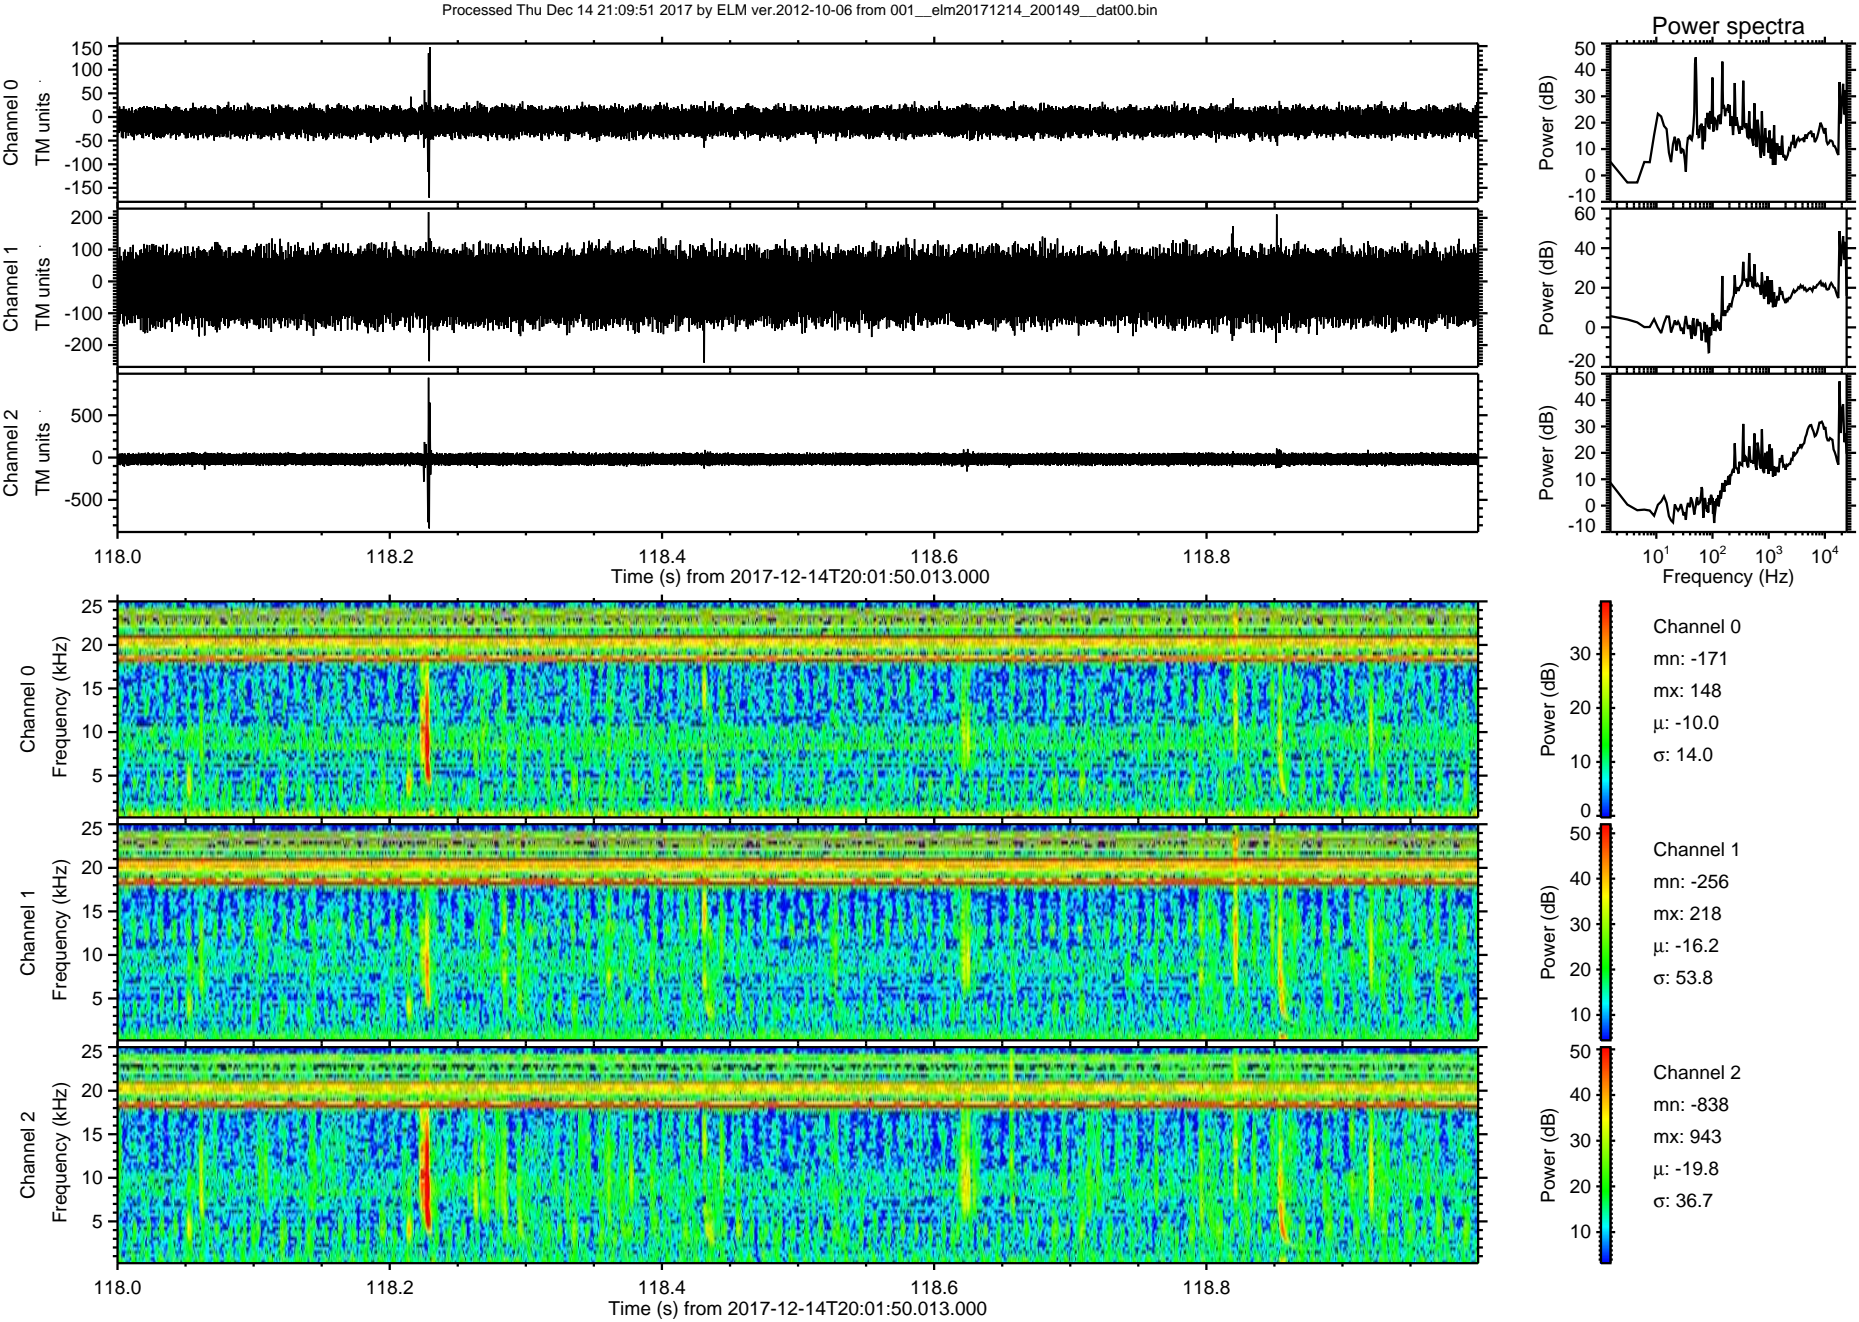 Processed Thu Dec 14 21:09:51 2017 by ELM ver.2012-10-06 from 001__elm20171214_200149__dat00.bin
Power spectra
Channel 0
TM units
150
100
50
0
-50
-100
-150
Power (dB)
50
40
30
20
10
0
-10
Channel 1
TM units
200
100
0
-100
-200
Power (dB)
60
40
20
0
-20
Channel 2
TM units
500
0
-500
Power (dB)
50
40
30
20
10
0
-10
118.0 118.2 118.4 118.6 118.8
Time (s) from 2017-12-14T20:01:50.013.000
10¹ 10² 10³ 10⁴
Frequency (Hz)
Channel 0
Frequency (kHz)
25
20
15
10
5
Power (dB)
30
20
10
0
Channel 0
mn: -171
mx: 148
μ: -10.0
σ: 14.0
Channel 1
Frequency (kHz)
25
20
15
10
5
Power (dB)
50
40
30
20
10
Channel 1
mn: -256
mx: 218
μ: -16.2
σ: 53.8
Channel 2
Frequency (kHz)
25
20
15
10
5
Power (dB)
50
40
30
20
10
Channel 2
mn: -838
mx: 943
μ: -19.8
σ: 36.7
118.0 118.2 118.4 118.6 118.8
Time (s) from 2017-12-14T20:01:50.013.000